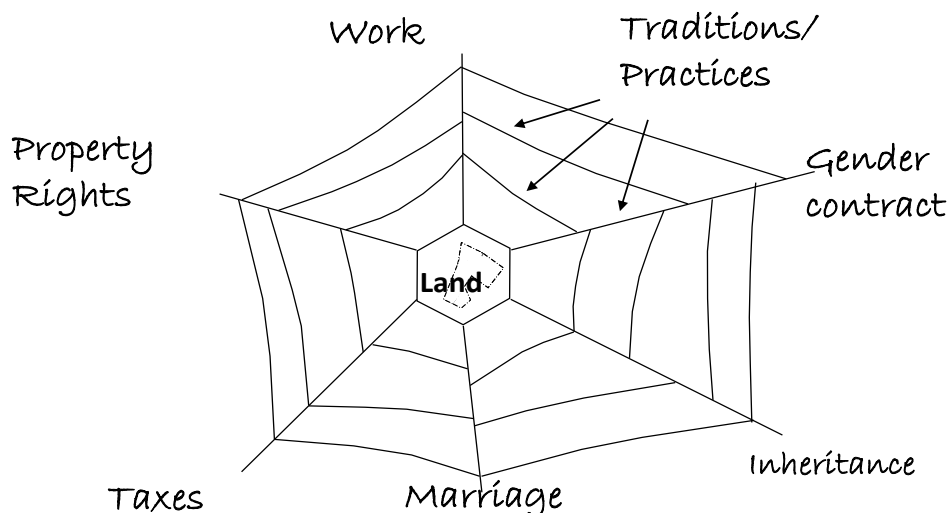 Work
Traditions/
Practices
Property
Rights
Gender
contract
Land
Inheritance
Taxes
Marriage